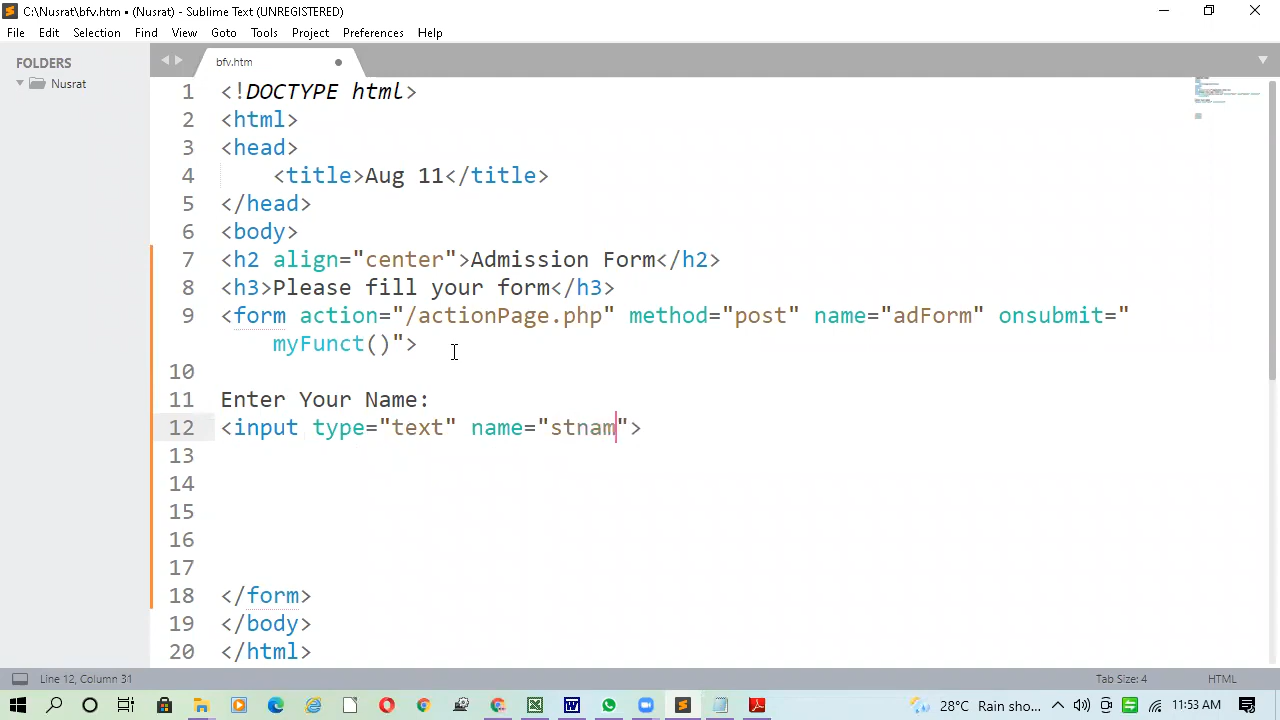 C:\Nusrat\bfv.htm • (Nusrat) - Sublime Text (UNREGISTERED)
File Edit Selection Find View Goto Tools Project Preferences Help
FOLDERS
Nusrat
bfv.htm
1 <!DOCTYPE html>
2 <html>
3 <head>
4 <title>Aug 11</title>
5 </head>
6 <body>
7 <h2 align="center">Admission Form</h2>
8 <h3>Please fill your form</h3>
9 <form action="/actionPage.php" method="post" name="adForm" onsubmit="
myFunct()">
10
11 Enter Your Name:
12 <input type="text" name="stnam">
13
14
15
16
17
18 </form>
19 </body>
20 </html>
Line 12, Column 31 Tab Size: 4 HTML
28°C Rain sho... 11:53 AM